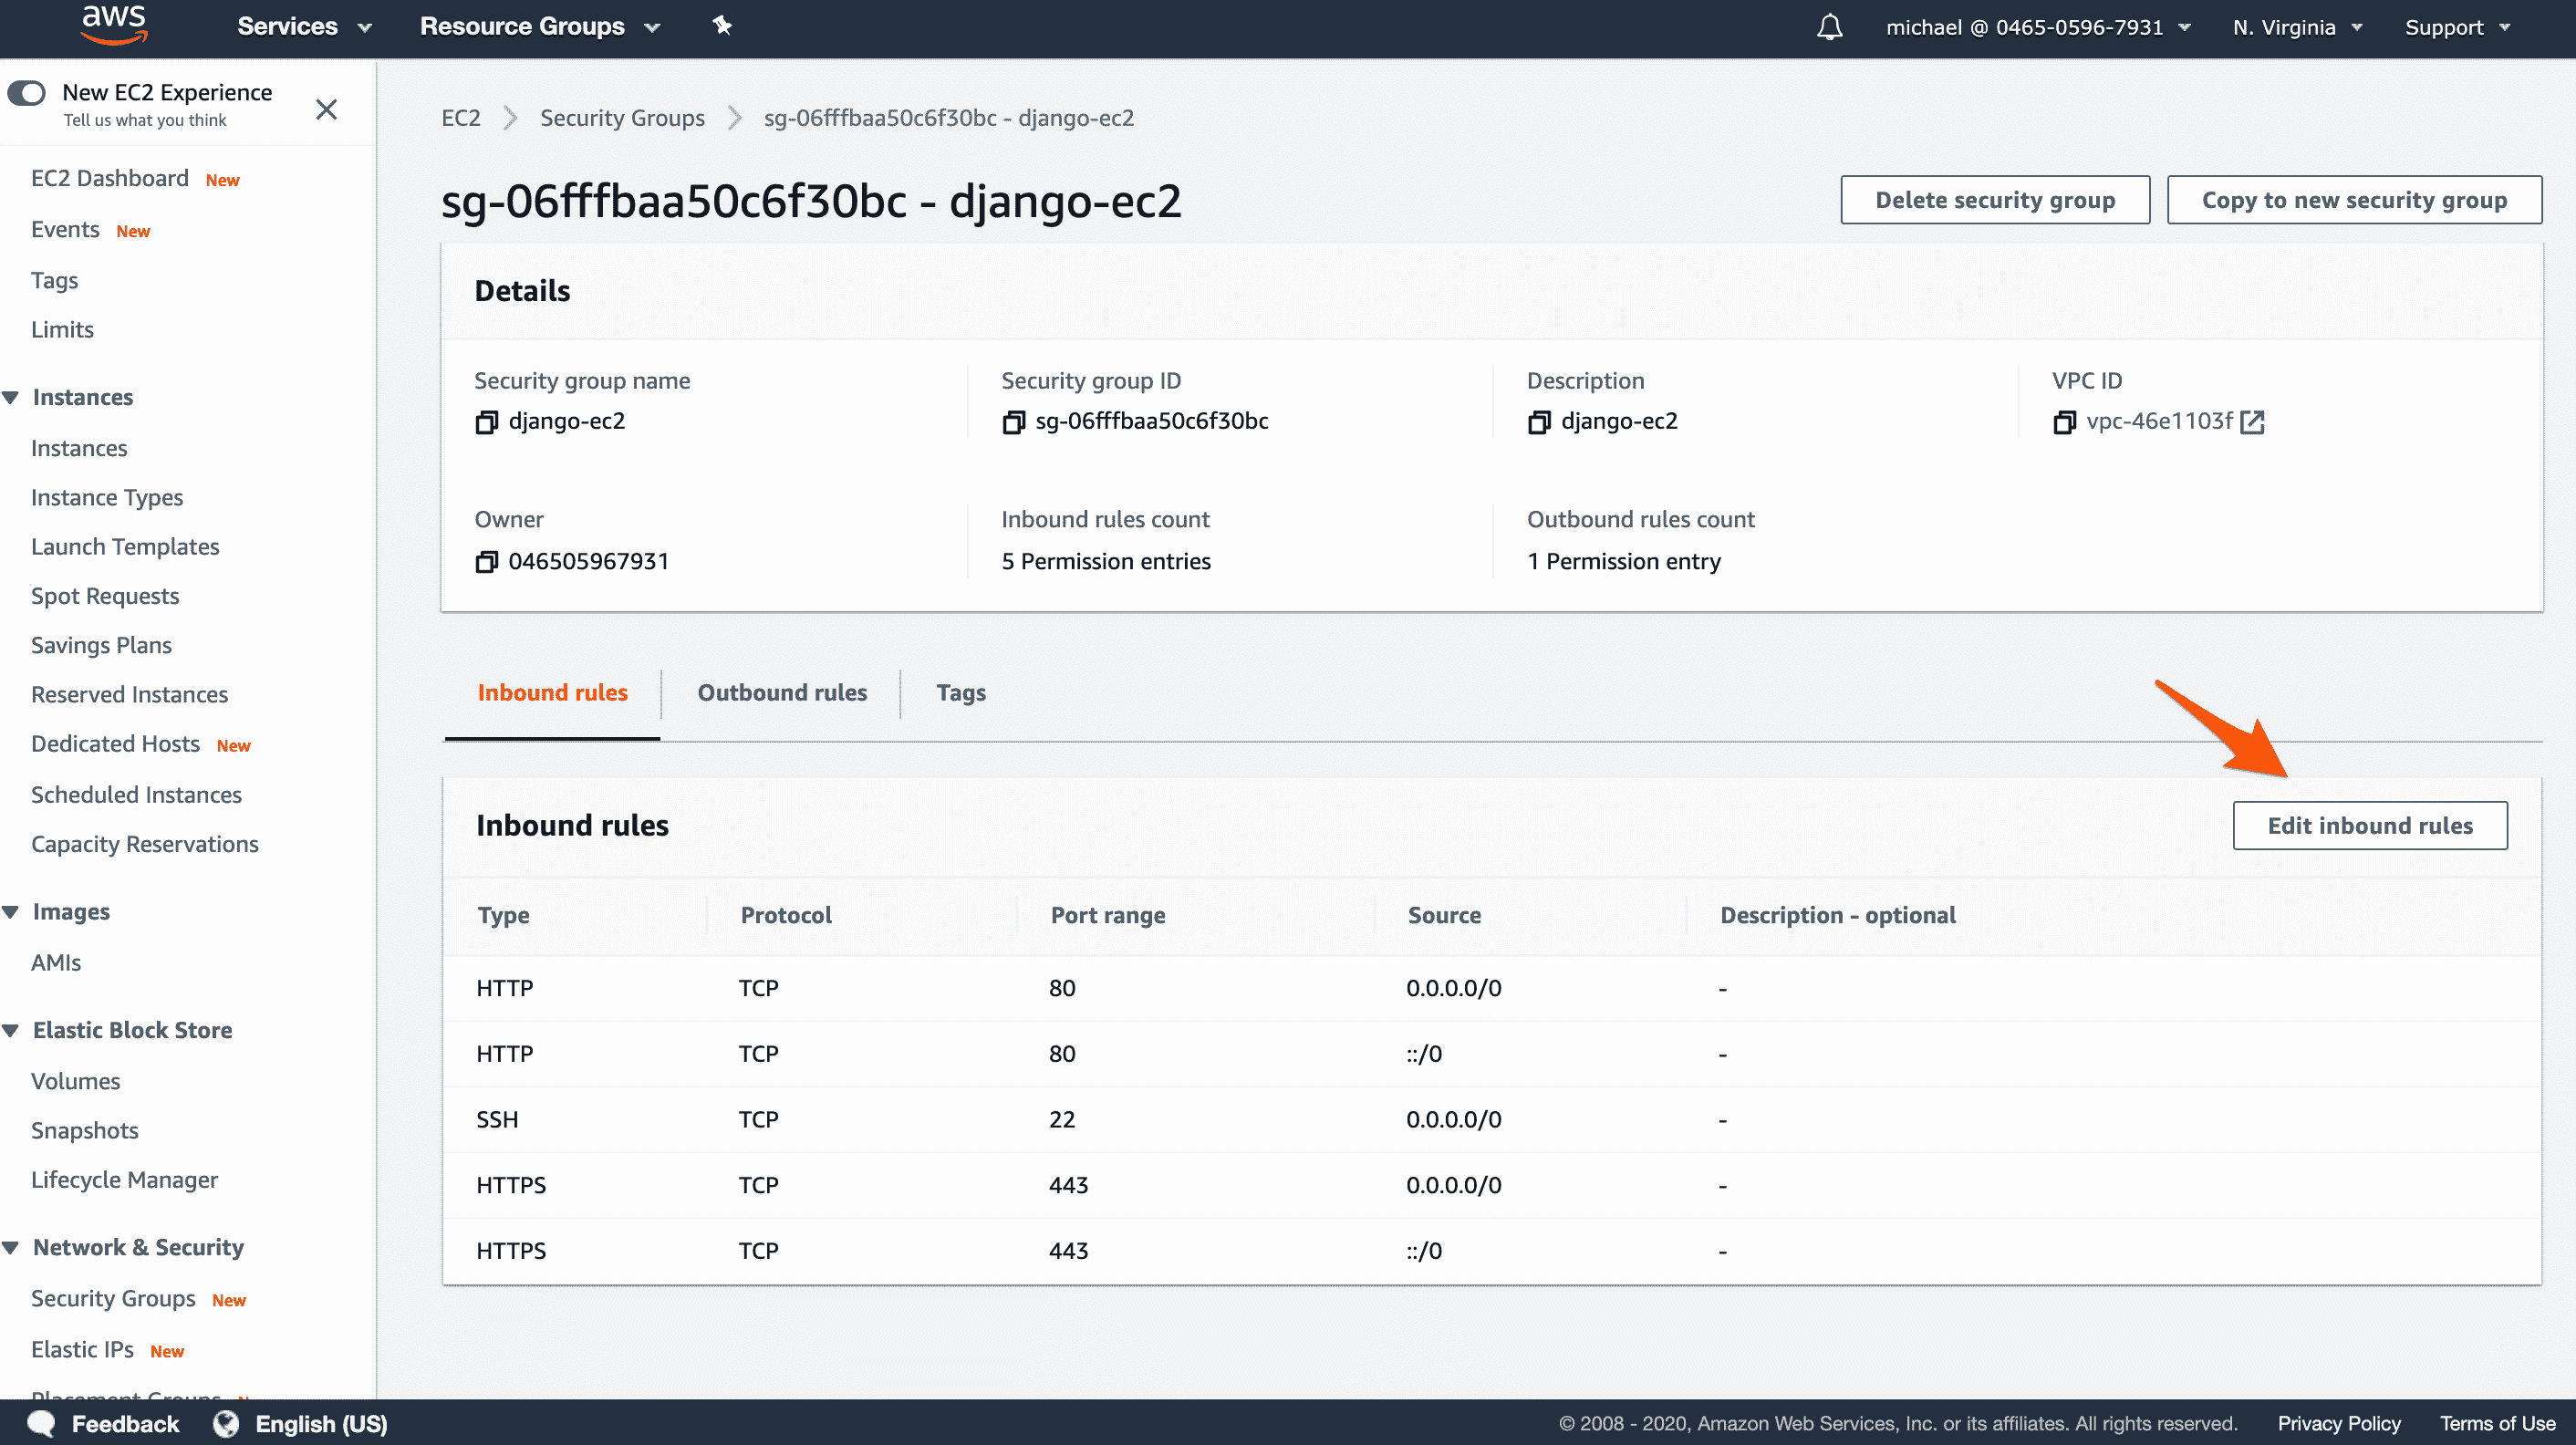 aws Services Resource Groups michael @ 0465-0596-7931 N. Virginia Support
New EC2 Experience
Tell us what you think
EC2 Dashboard New
Events New
Tags
Limits
Instances
Instances
Instance Types
Launch Templates
Spot Requests
Savings Plans
Reserved Instances
Dedicated Hosts New
Scheduled Instances
Capacity Reservations
Images
AMIs
Elastic Block Store
Volumes
Snapshots
Lifecycle Manager
Network & Security
Security Groups New
Elastic IPs New
Placement Groups
EC2 Security Groups sg-06fffbaa50c6f30bc - django-ec2
sg-06fffbaa50c6f30bc - django-ec2
Delete security group Copy to new security group
Details
Security group name Security group ID Description VPC ID
django-ec2 sg-06fffbaa50c6f30bc django-ec2 vpc-46e1103f
Owner Inbound rules count Outbound rules count
046505967931 5 Permission entries 1 Permission entry
Inbound rules Outbound rules Tags
Inbound rules Edit inbound rules
Type Protocol Port range Source Description - optional
HTTP TCP 80 0.0.0.0/0 -
HTTP TCP 80 ::/0 -
SSH TCP 22 0.0.0.0/0 -
HTTPS TCP 443 0.0.0.0/0 -
HTTPS TCP 443 ::/0 -
Feedback English (US) © 2008 - 2020, Amazon Web Services, Inc. or its affiliates. All rights reserved. Privacy Policy Terms of Use